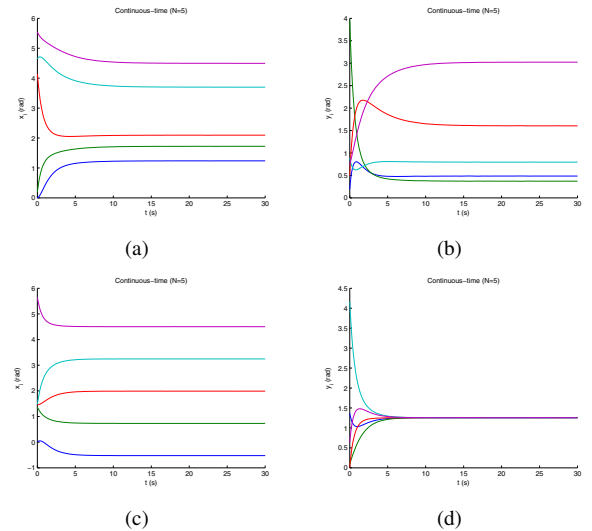 Continuous-time (N=5)
Continuous-time (N=5)
6
5
4
3
2
1
0
x_i (rad)
0 5 10 15 20 25 30
t (s)
4
3.5
3
2.5
2
1.5
1
0.5
0
y_i (rad)
0 5 10 15 20 25 30
t (s)
(a)
(b)
Continuous-time (N=5)
Continuous-time (N=5)
6
5
4
3
2
1
0
−1
x_i (rad)
0 5 10 15 20 25 30
t (s)
4.5
4
3.5
3
2.5
2
1.5
1
0.5
0
y_i (rad)
0 5 10 15 20 25 30
t (s)
(c)
(d)